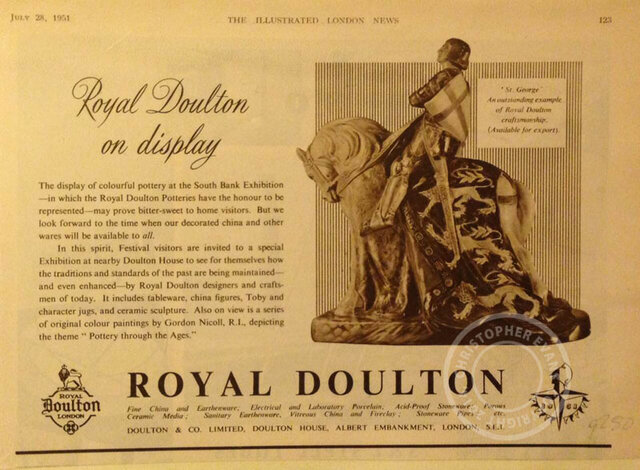 JULY 28, 1951 THE ILLUSTRATED LONDON NEWS 123
Royal Doulton
on display
The display of colourful pottery at the South Bank Exhibition
—in which the Royal Doulton Potteries have the honour to be
represented—may prove bitter-sweet to home visitors. But we
look forward to the time when our decorated china and other
wares will be available to all.
In this spirit, Festival visitors are invited to a special
Exhibition at nearby Doulton House to see for themselves how
the traditions and standards of the past are being maintained—
and even enhanced—by Royal Doulton designers and crafts-
men of today. It includes tableware, china figures, Toby and
character jugs, and ceramic sculpture. Also on view is a series
of original colour paintings by Gordon Nicoll, R.I., depicting
the theme “ Pottery through the Ages.”
‘ St. George ’
An outstanding example
of Royal Doulton
craftsmanship.
(Available for export).
ROYAL
Doulton
LONDON
ROYAL DOULTON
Fine China and Earthenware; Electrical and Laboratory Porcelain; Acid-Proof Stoneware; Porous
Ceramic Media; Sanitary Earthenware, Vitreous China and Fireclay; Stoneware Pipes, etc.
DOULTON & CO. LIMITED, DOULTON HOUSE, ALBERT EMBANKMENT, LONDON, S.E.1.
CHRISTOPHER EVAN